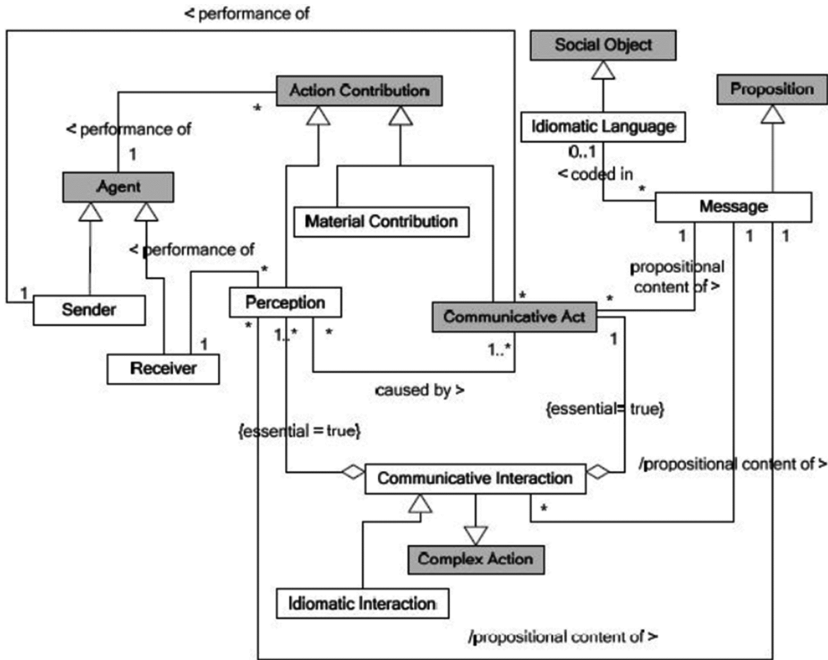 < performance of
Social Object
Action Contribution
Proposition
*
< performance of
Idiomatic Language
1
0..1
Agent
< coded in
*
Material Contribution
Message
1
1
1
< performance of
*
propositional
content of >
1
Perception
*
*
Sender
Communicative Act
*
1..*
*
1
Receiver
1
1..*
caused by >
{essential = true}
{essential= true}
/propositional content of >
Communicative Interaction
*
Complex Action
Idiomatic Interaction
/propositional content of >